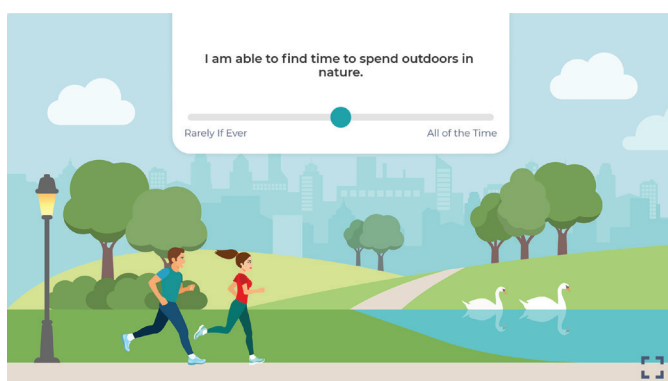 I am able to find time to spend outdoors in
nature.
Rarely If Ever
All of the Time